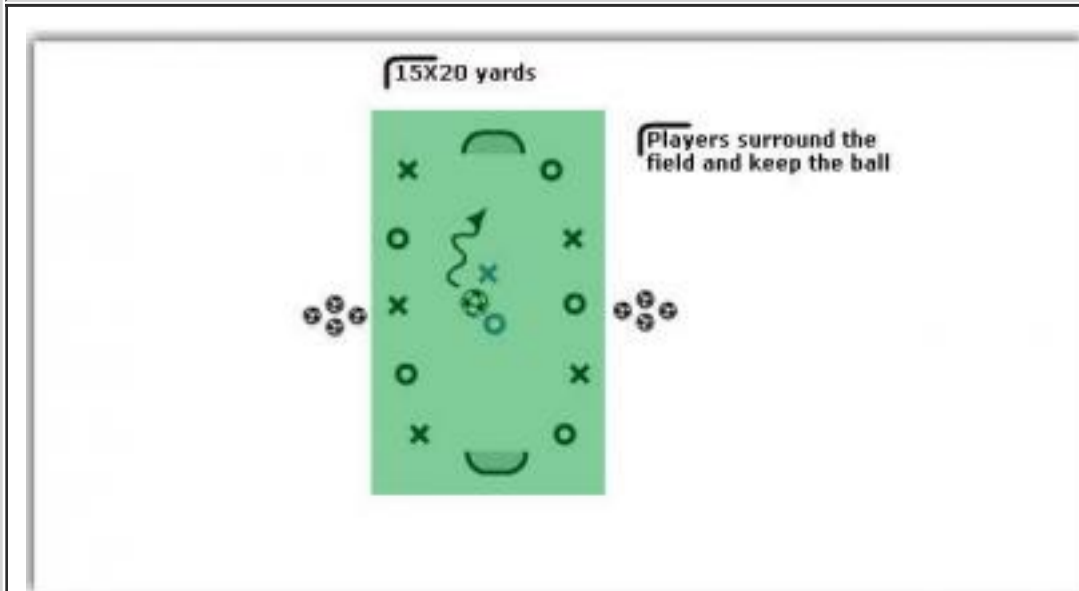 15X20 yards
Players surround the
field and keep the ball